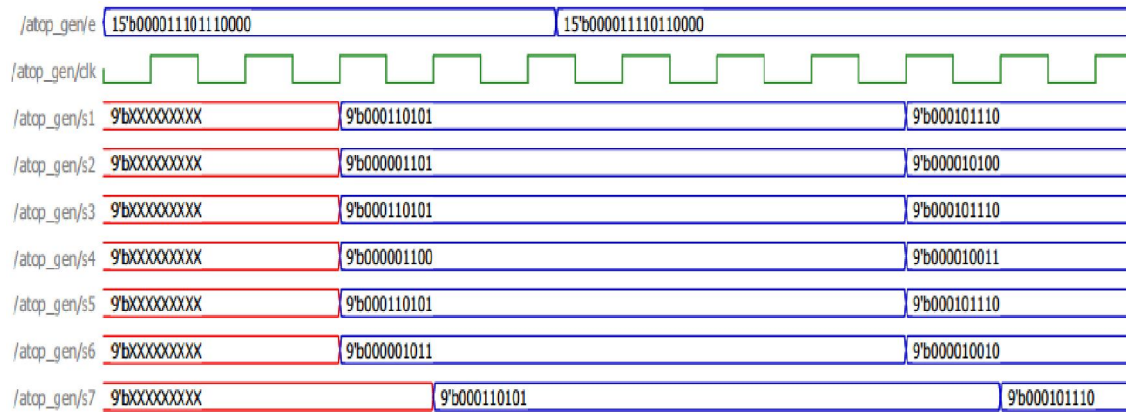 /atop_gen/e 15'b000011101110000 15'b000011110110000
/atop_gen/clk
/atop_gen/s1 9'bXXXXXXXXX 9'b000110101 9'b000101110
/atop_gen/s2 9'bXXXXXXXXX 9'b000001101 9'b000010100
/atop_gen/s3 9'bXXXXXXXXX 9'b000110101 9'b000101110
/atop_gen/s4 9'bXXXXXXXXX 9'b000001100 9'b000010011
/atop_gen/s5 9'bXXXXXXXXX 9'b000110101 9'b000101110
/atop_gen/s6 9'bXXXXXXXXX 9'b000001011 9'b000010010
/atop_gen/s7 9'bXXXXXXXXX 9'b000110101 9'b000101110